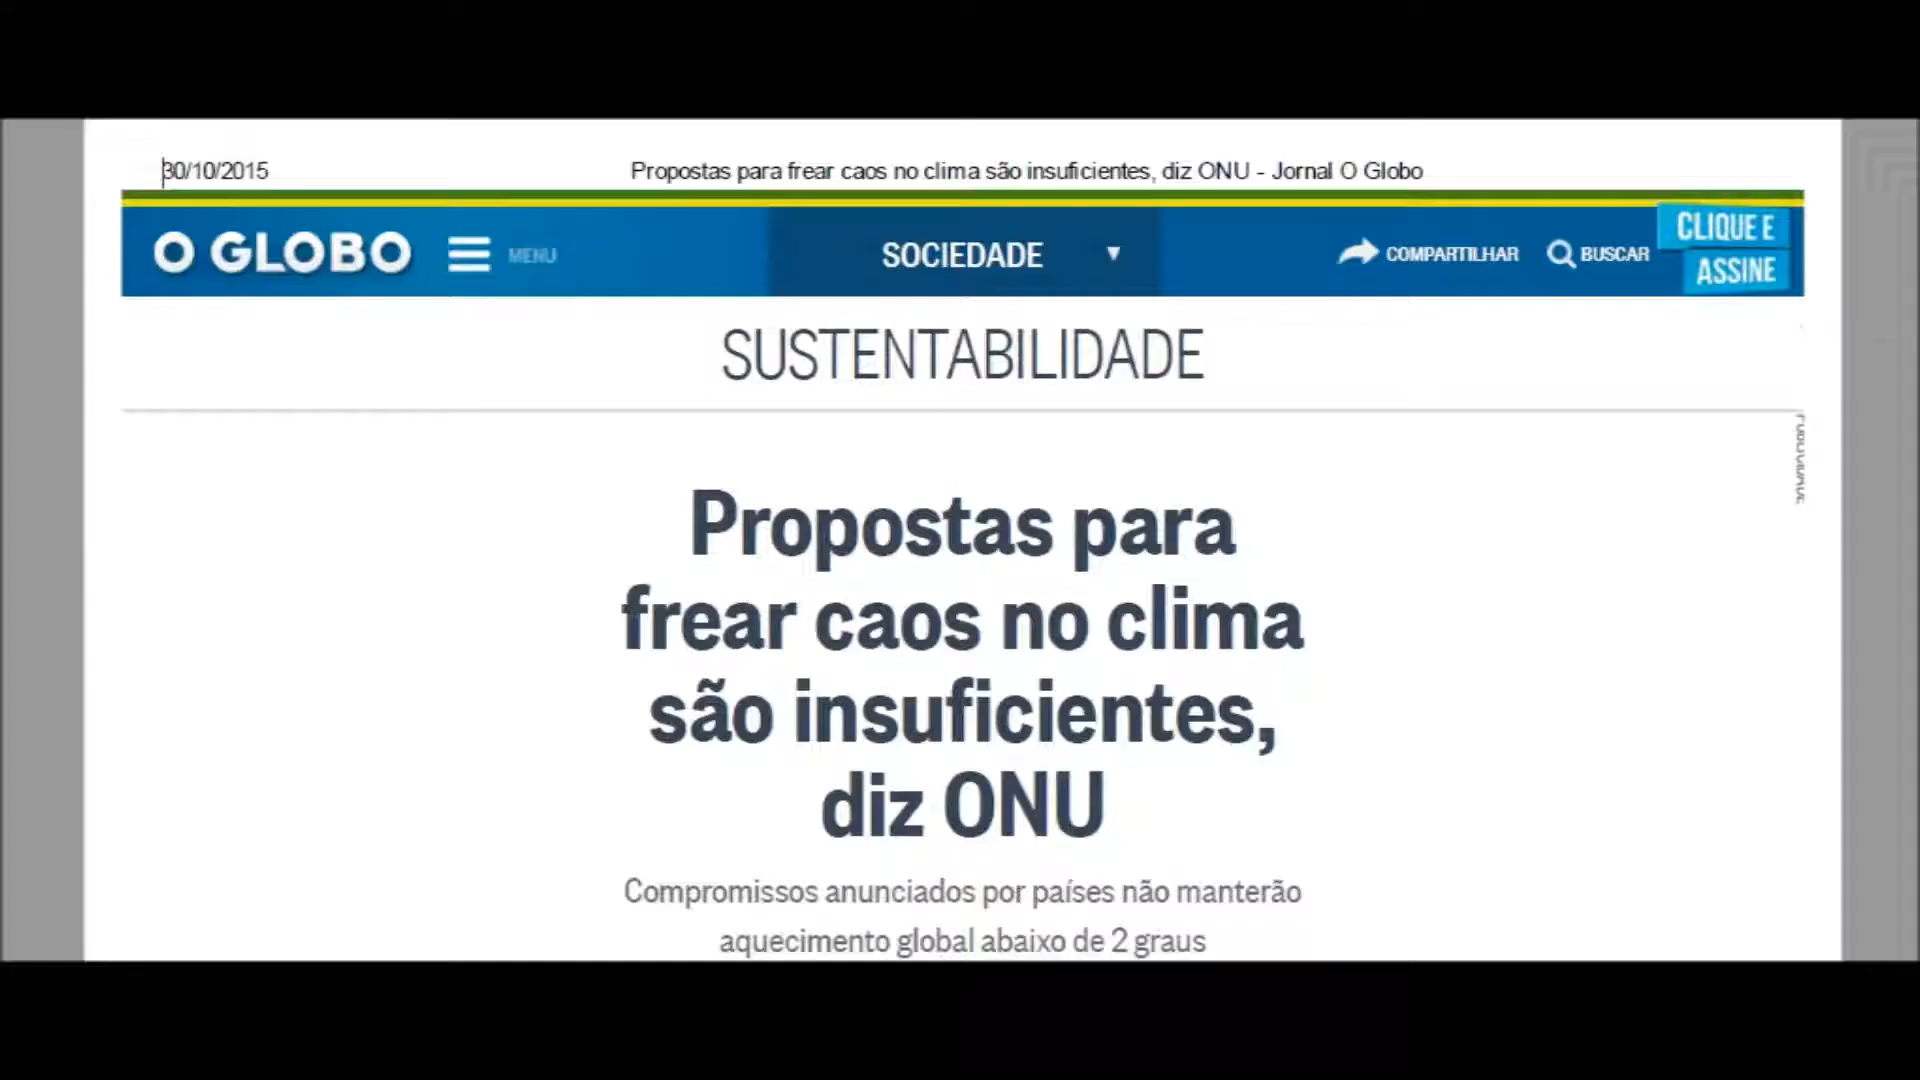 30/10/2015 Propostas para frear caos no clima são insuficientes, diz ONU - Jornal O Globo
O GLOBO MENU SOCIEDADE ▼ COMPARTILHAR BUSCAR CLIQUE E
ASSINE
SUSTENTABILIDADE
PUBLICIDADE
Propostas para
frear caos no clima
são insuficientes,
diz ONU
Compromissos anunciados por países não manterão
aquecimento global abaixo de 2 graus